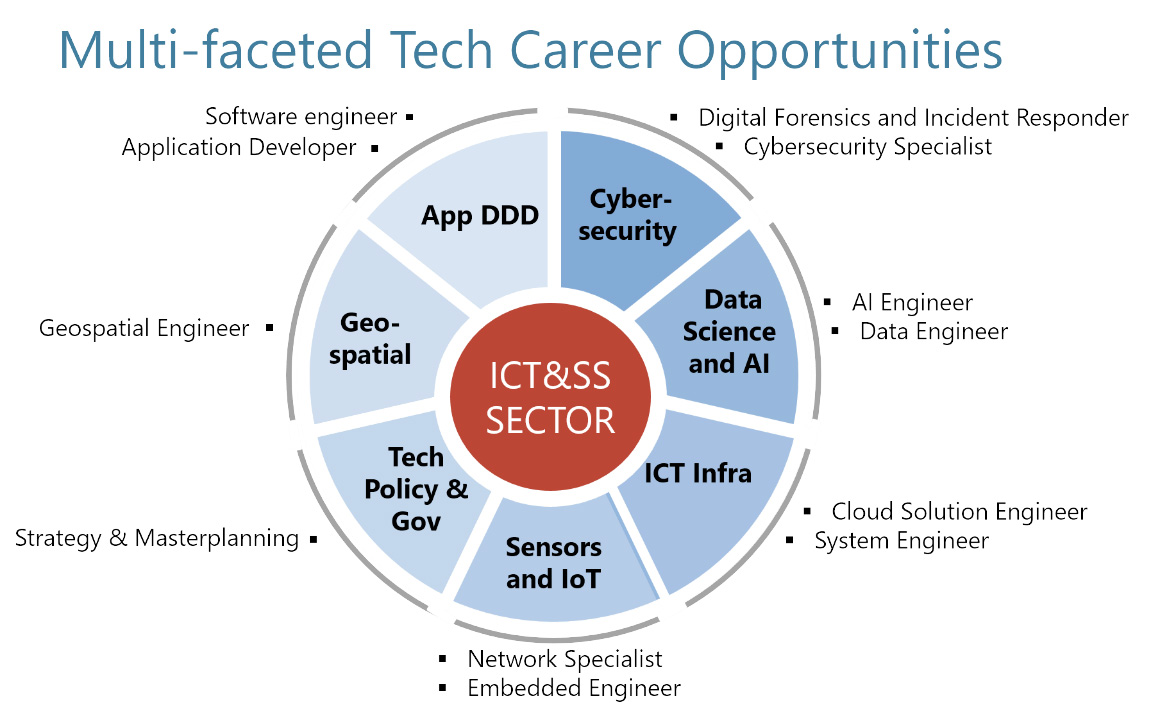 Multi-faceted Tech Career Opportunities
Software engineer ▪
Application Developer ▪
▪ Digital Forensics and Incident Responder
▪ Cybersecurity Specialist
App DDD
Cyber-
security
Geospatial Engineer ▪
Geo-
spatial
Data
Science
and AI
▪ AI Engineer
▪ Data Engineer
ICT&SS
SECTOR
Tech
Policy &
Gov
ICT Infra
Strategy & Masterplanning ▪
Sensors
and IoT
▪ Cloud Solution Engineer
▪ System Engineer
▪ Network Specialist
▪ Embedded Engineer